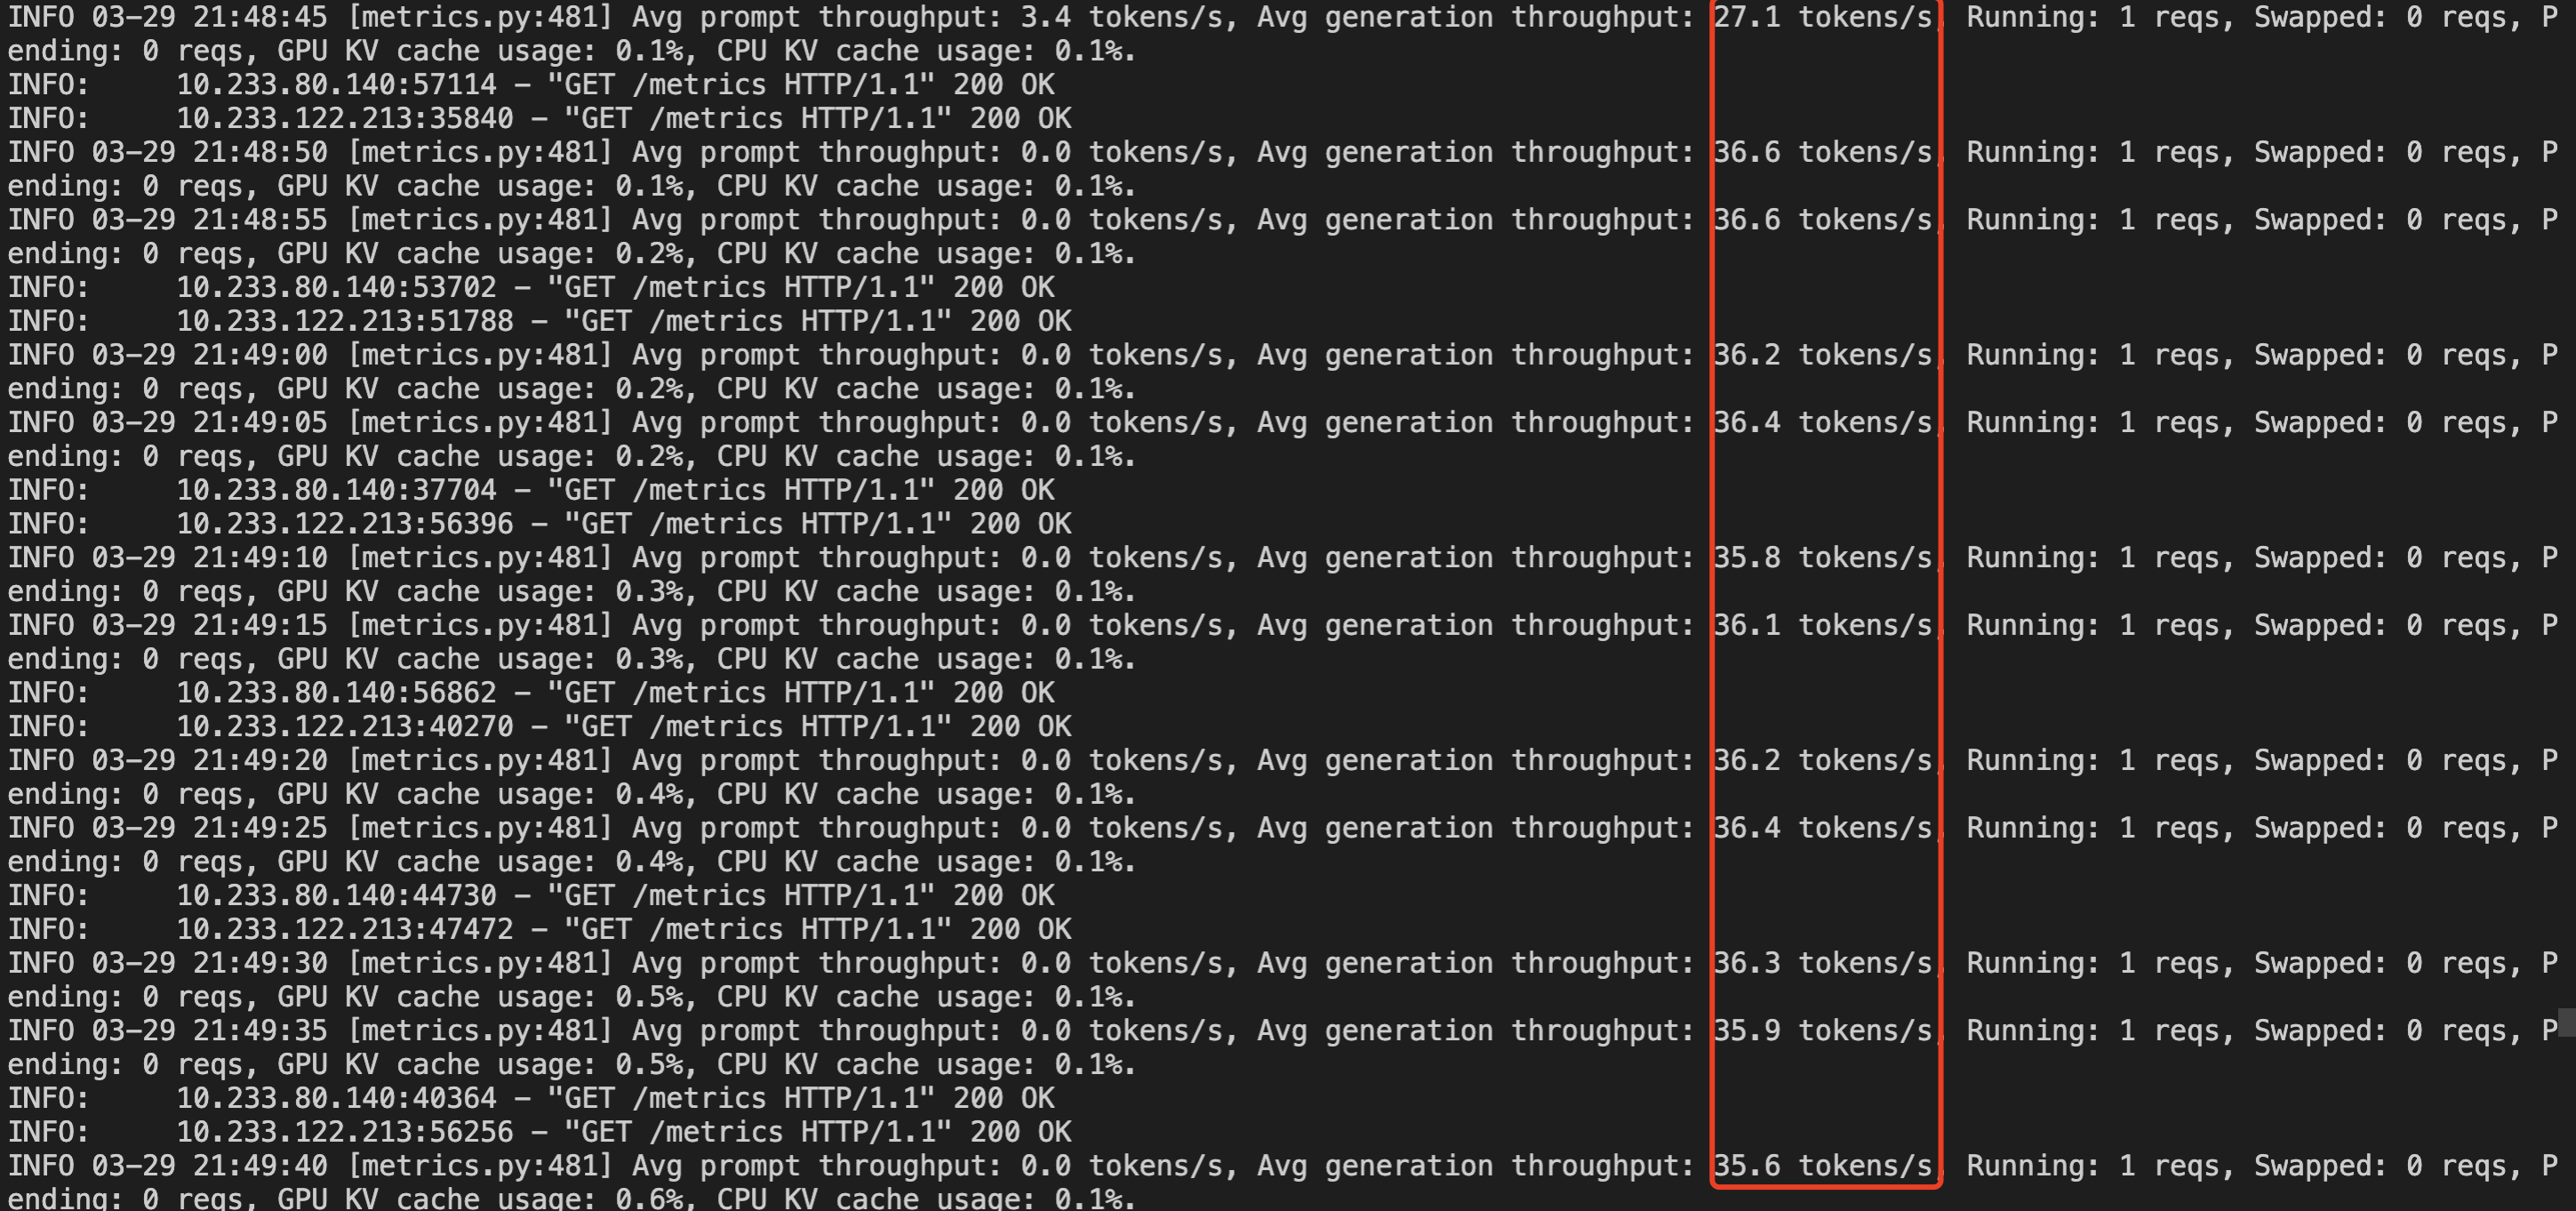 INFO 03-29 21:48:45 [metrics.py:481] Avg prompt throughput: 3.4 tokens/s, Avg generation throughput: 27.1 tokens/s, Running: 1 reqs, Swapped: 0 reqs, P
ending: 0 reqs, GPU KV cache usage: 0.1%, CPU KV cache usage: 0.1%.
INFO:     10.233.80.140:57114 - "GET /metrics HTTP/1.1" 200 OK
INFO:     10.233.122.213:35840 - "GET /metrics HTTP/1.1" 200 OK
INFO 03-29 21:48:50 [metrics.py:481] Avg prompt throughput: 0.0 tokens/s, Avg generation throughput: 36.6 tokens/s, Running: 1 reqs, Swapped: 0 reqs, P
ending: 0 reqs, GPU KV cache usage: 0.1%, CPU KV cache usage: 0.1%.
INFO 03-29 21:48:55 [metrics.py:481] Avg prompt throughput: 0.0 tokens/s, Avg generation throughput: 36.6 tokens/s, Running: 1 reqs, Swapped: 0 reqs, P
ending: 0 reqs, GPU KV cache usage: 0.2%, CPU KV cache usage: 0.1%.
INFO:     10.233.80.140:53702 - "GET /metrics HTTP/1.1" 200 OK
INFO:     10.233.122.213:51788 - "GET /metrics HTTP/1.1" 200 OK
INFO 03-29 21:49:00 [metrics.py:481] Avg prompt throughput: 0.0 tokens/s, Avg generation throughput: 36.2 tokens/s, Running: 1 reqs, Swapped: 0 reqs, P
ending: 0 reqs, GPU KV cache usage: 0.2%, CPU KV cache usage: 0.1%.
INFO 03-29 21:49:05 [metrics.py:481] Avg prompt throughput: 0.0 tokens/s, Avg generation throughput: 36.4 tokens/s, Running: 1 reqs, Swapped: 0 reqs, P
ending: 0 reqs, GPU KV cache usage: 0.2%, CPU KV cache usage: 0.1%.
INFO:     10.233.80.140:37704 - "GET /metrics HTTP/1.1" 200 OK
INFO:     10.233.122.213:56396 - "GET /metrics HTTP/1.1" 200 OK
INFO 03-29 21:49:10 [metrics.py:481] Avg prompt throughput: 0.0 tokens/s, Avg generation throughput: 35.8 tokens/s, Running: 1 reqs, Swapped: 0 reqs, P
ending: 0 reqs, GPU KV cache usage: 0.3%, CPU KV cache usage: 0.1%.
INFO 03-29 21:49:15 [metrics.py:481] Avg prompt throughput: 0.0 tokens/s, Avg generation throughput: 36.1 tokens/s, Running: 1 reqs, Swapped: 0 reqs, P
ending: 0 reqs, GPU KV cache usage: 0.3%, CPU KV cache usage: 0.1%.
INFO:     10.233.80.140:56862 - "GET /metrics HTTP/1.1" 200 OK
INFO:     10.233.122.213:40270 - "GET /metrics HTTP/1.1" 200 OK
INFO 03-29 21:49:20 [metrics.py:481] Avg prompt throughput: 0.0 tokens/s, Avg generation throughput: 36.2 tokens/s, Running: 1 reqs, Swapped: 0 reqs, P
ending: 0 reqs, GPU KV cache usage: 0.4%, CPU KV cache usage: 0.1%.
INFO 03-29 21:49:25 [metrics.py:481] Avg prompt throughput: 0.0 tokens/s, Avg generation throughput: 36.4 tokens/s, Running: 1 reqs, Swapped: 0 reqs, P
ending: 0 reqs, GPU KV cache usage: 0.4%, CPU KV cache usage: 0.1%.
INFO:     10.233.80.140:44730 - "GET /metrics HTTP/1.1" 200 OK
INFO:     10.233.122.213:47472 - "GET /metrics HTTP/1.1" 200 OK
INFO 03-29 21:49:30 [metrics.py:481] Avg prompt throughput: 0.0 tokens/s, Avg generation throughput: 36.3 tokens/s, Running: 1 reqs, Swapped: 0 reqs, P
ending: 0 reqs, GPU KV cache usage: 0.5%, CPU KV cache usage: 0.1%.
INFO 03-29 21:49:35 [metrics.py:481] Avg prompt throughput: 0.0 tokens/s, Avg generation throughput: 35.9 tokens/s, Running: 1 reqs, Swapped: 0 reqs, P
ending: 0 reqs, GPU KV cache usage: 0.5%, CPU KV cache usage: 0.1%.
INFO:     10.233.80.140:40364 - "GET /metrics HTTP/1.1" 200 OK
INFO:     10.233.122.213:56256 - "GET /metrics HTTP/1.1" 200 OK
INFO 03-29 21:49:40 [metrics.py:481] Avg prompt throughput: 0.0 tokens/s, Avg generation throughput: 35.6 tokens/s, Running: 1 reqs, Swapped: 0 reqs, P
ending: 0 reqs, GPU KV cache usage: 0.6%, CPU KV cache usage: 0.1%.